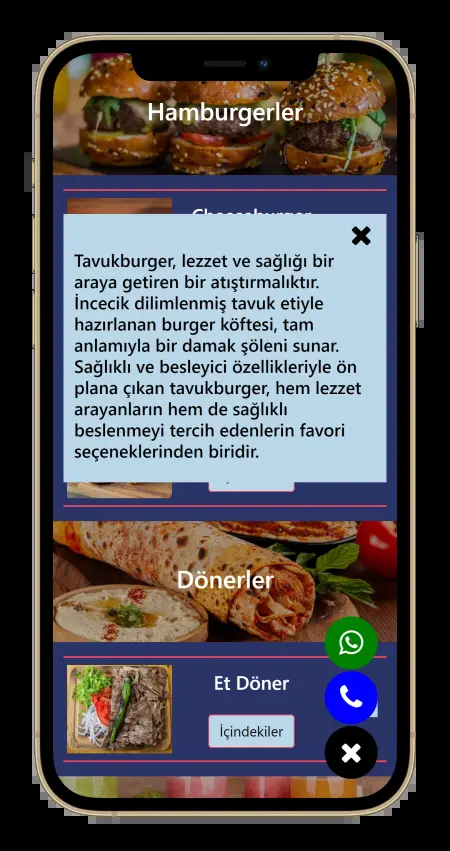 Hamburgerler
Cheeseburger
Tavukburger, lezzet ve sağlığı bir
araya getiren bir atıştırmalıktır.
İncecik dilimlenmiş tavuk etiyle
hazırlanan burger köftesi, tam
anlamıyla bir damak şöleni sunar.
Sağlıklı ve besleyici özellikleriyle ön
plana çıkan tavukburger, hem lezzet
arayanların hem de sağlıklı
beslenmeyi tercih edenlerin favori
seçeneklerinden biridir.
Dönerler
Et Döner
İçindekiler